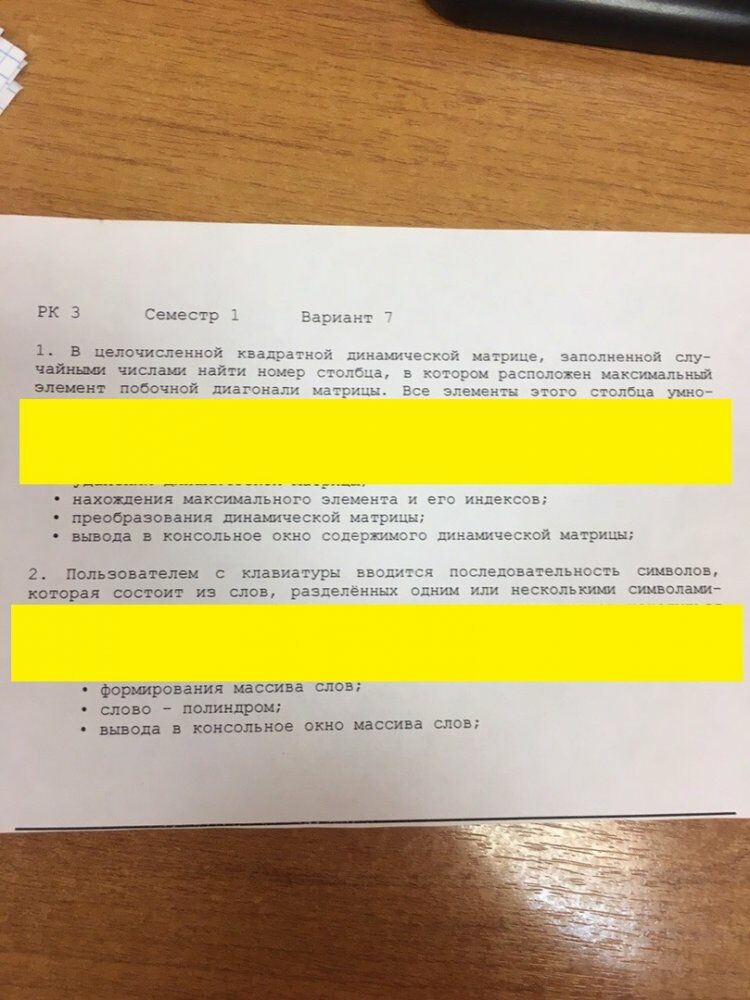 РК 3 Семестр 1 Вариант 7
1. В целочисленной квадратной динамической матрице, заполненной слу-
чайными числами найти номер столбца, в котором расположен максимальный
элемент побочной диагонали матрицы. Все элементы этого столбца умно-
• нахождения максимального элемента и его индексов;
• преобразования динамической матрицы;
• вывода в консольное окно содержимого динамической матрицы;
2. Пользователем с клавиатуры вводится последовательность символов,
которая состоит из слов, разделённых одним или несколькими символами-
• формирования массива слов;
• слово – полиндром;
• вывода в консольное окно массива слов;